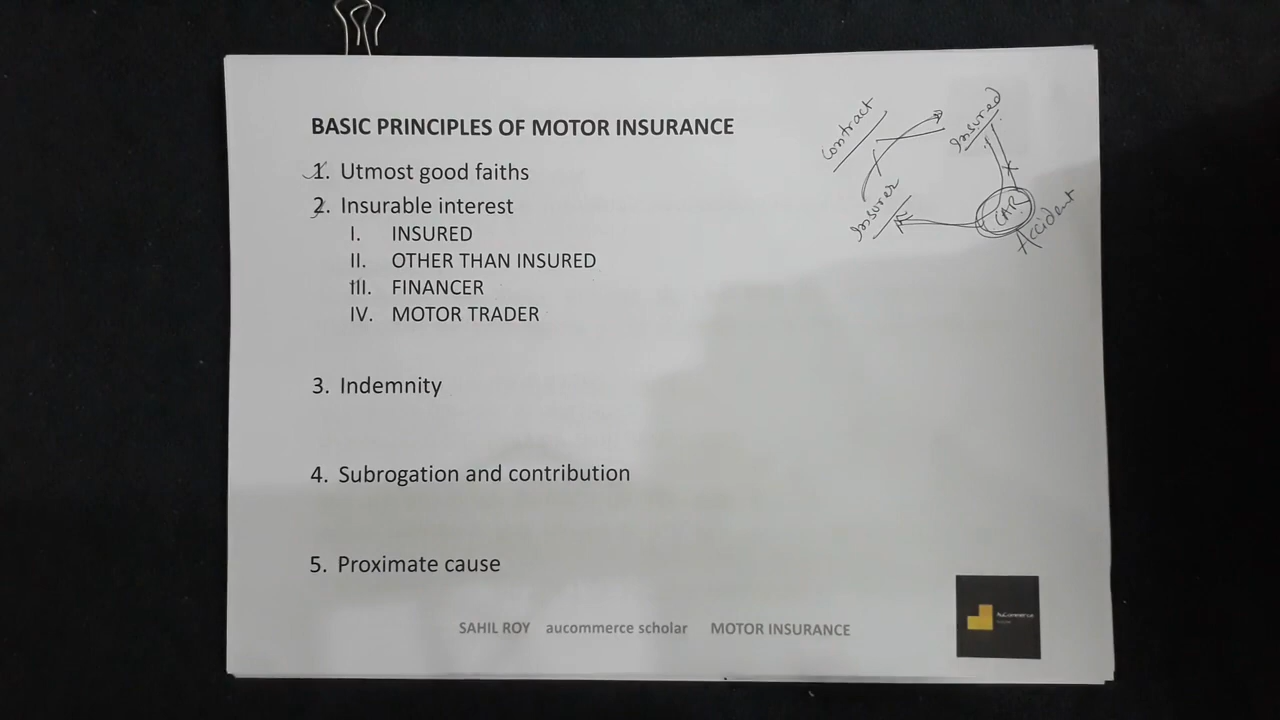 BASIC PRINCIPLES OF MOTOR INSURANCE
1. Utmost good faiths
2. Insurable interest
I. INSURED
II. OTHER THAN INSURED
III. FINANCER
IV. MOTOR TRADER
3. Indemnity
4. Subrogation and contribution
5. Proximate cause
SAHIL ROY aucommerce scholar MOTOR INSURANCE
Contract
Insured
Insurer
CAR
Accident
AuCommerce